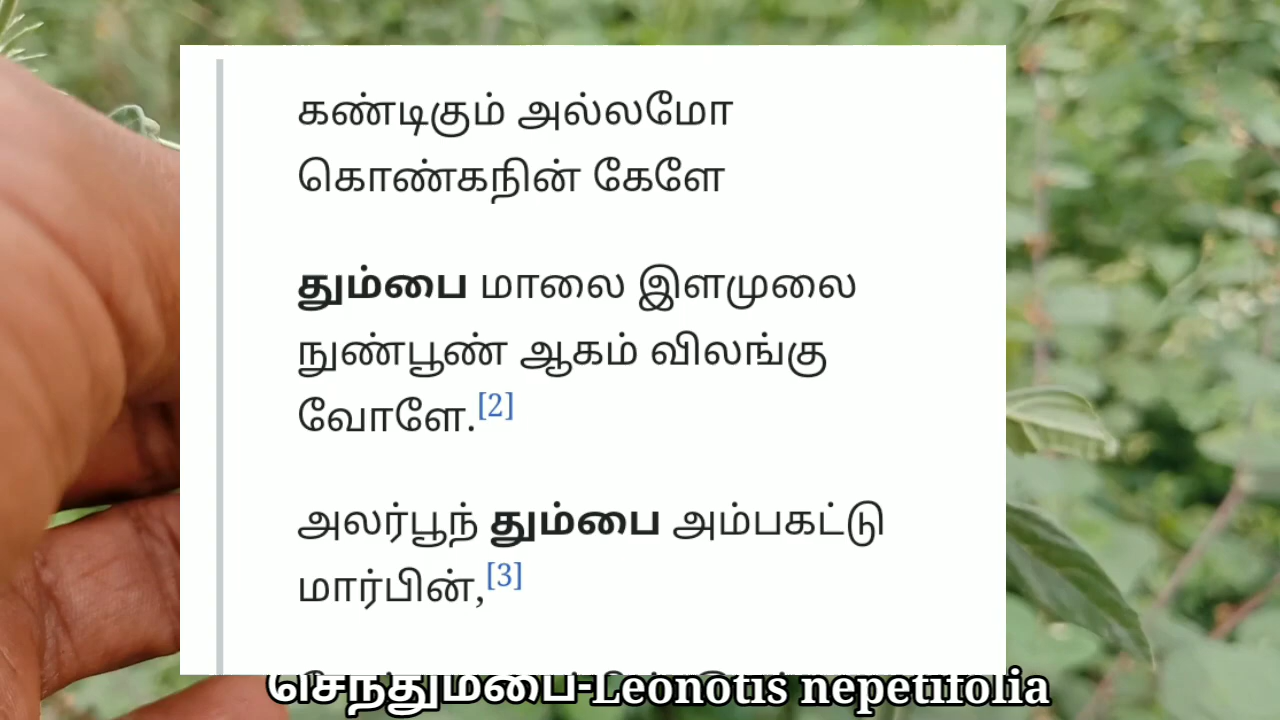 கண்டிகும் அல்லமோ
கொண்கநின் கேளே
தும்பை மாலை இளமுலை
நுண்பூண் ஆகம் விலங்கு
வோளே.[2]
அலர்பூந் தும்பை அம்பகட்டு
மார்பின்,[3]
செந்தும்பை-Leonotis nepetifolia